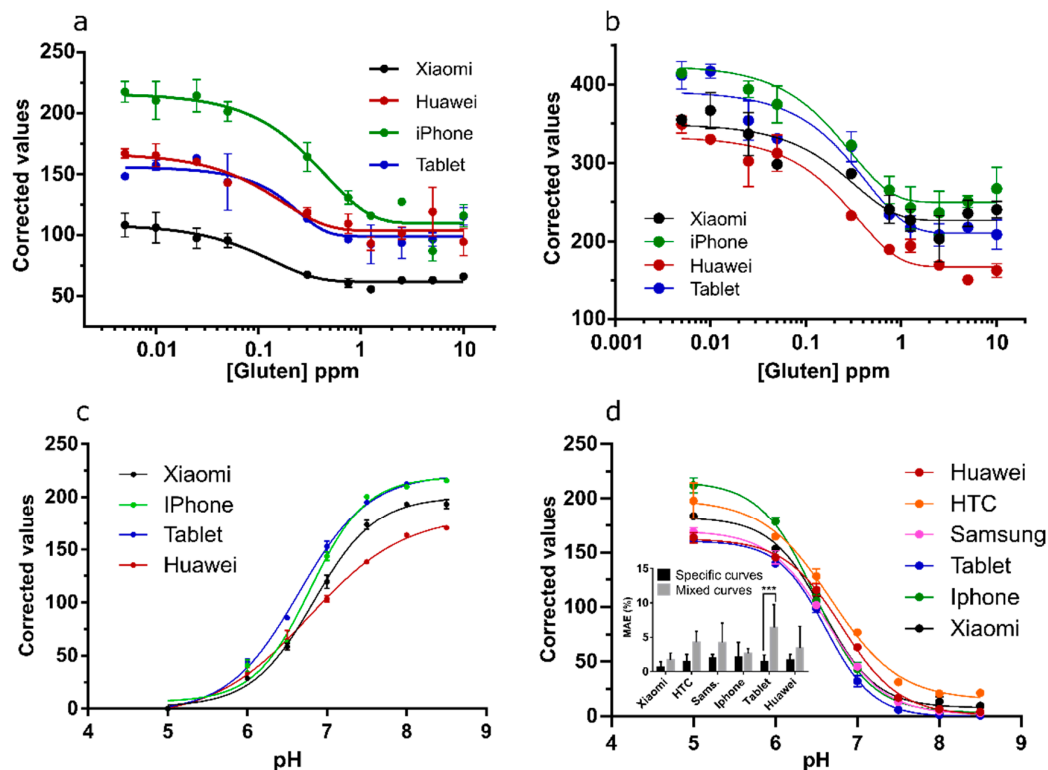 a
250
200
150
100
50
Corrected values
Xiaomi
Huawei
iPhone
Tablet
0.01
0.1
1
10
[Gluten] ppm
b
400
300
200
100
Corrected values
Xiaomi
iPhone
Huawei
Tablet
0.001
0.01
0.1
1
10
[Gluten] ppm
c
250
200
150
100
50
0
Corrected values
Xiaomi
IPhone
Tablet
Huawei
4
5
6
7
8
9
pH
d
250
200
150
100
50
0
Corrected values
Huawei
HTC
Samsung
Tablet
Iphone
Xiaomi
15
10
5
0
MAE (%)
Specific curves
Mixed curves
***
Xiaomi
HTC
Sams.
Iphone
Tablet
Huawei
4
5
6
7
8
9
pH